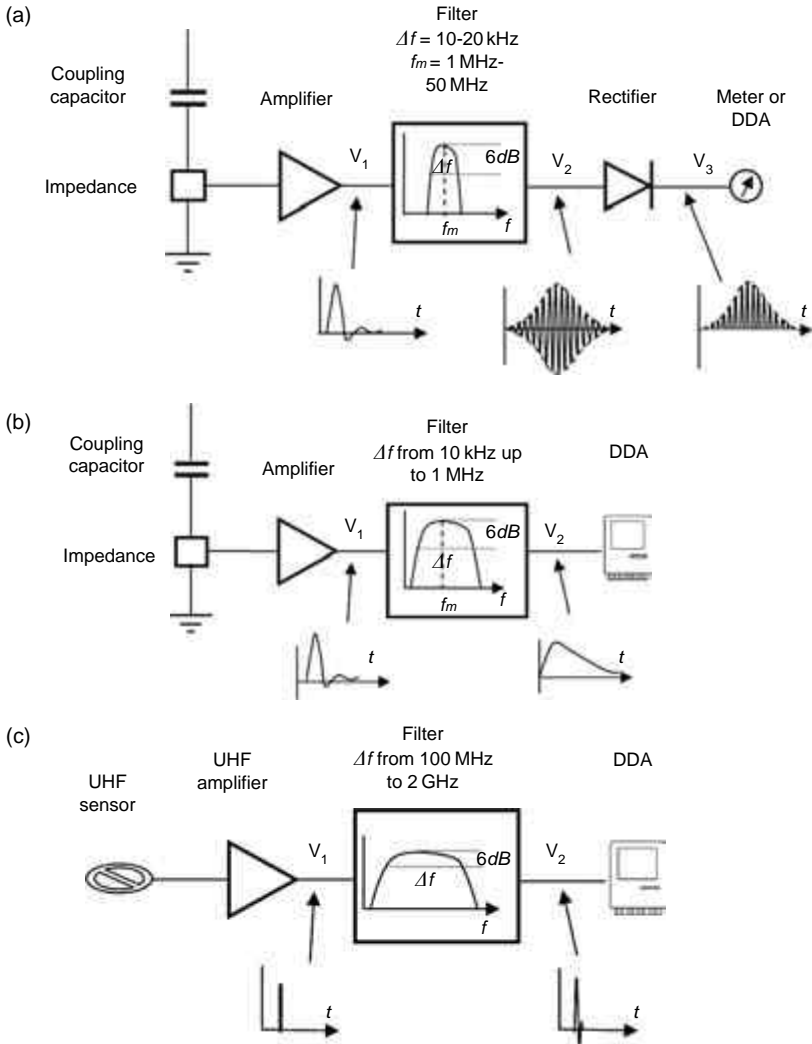 (a)
Filter
Δf = 10-20 kHz
fm = 1 MHz-
50 MHz
Coupling
capacitor
Amplifier
Rectifier
Meter or
DDA
V1
6dB
Δf
V2
V3
Impedance
fm
f
t
t
t
(b)
Coupling
capacitor
Filter
Δf from 10 kHz up
to 1 MHz
DDA
Amplifier
V1
6dB
V2
Impedance
Δf
fm
f
t
t
(c)
Filter
Δf from 100 MHz
to 2 GHz
UHF
amplifier
DDA
UHF
sensor
V1
6dB
V2
Δf
f
t
t